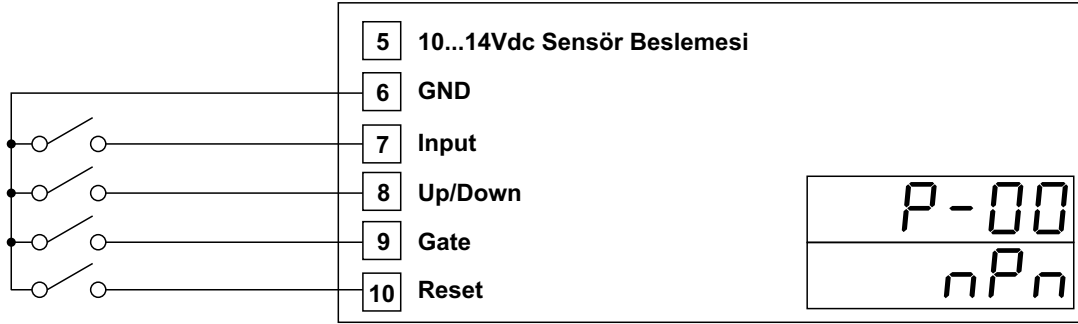 5 10...14Vdc Sensör Beslemesi
6 GND
7 Input
8 Up/Down
9 Gate
10 Reset
P-00
nPn